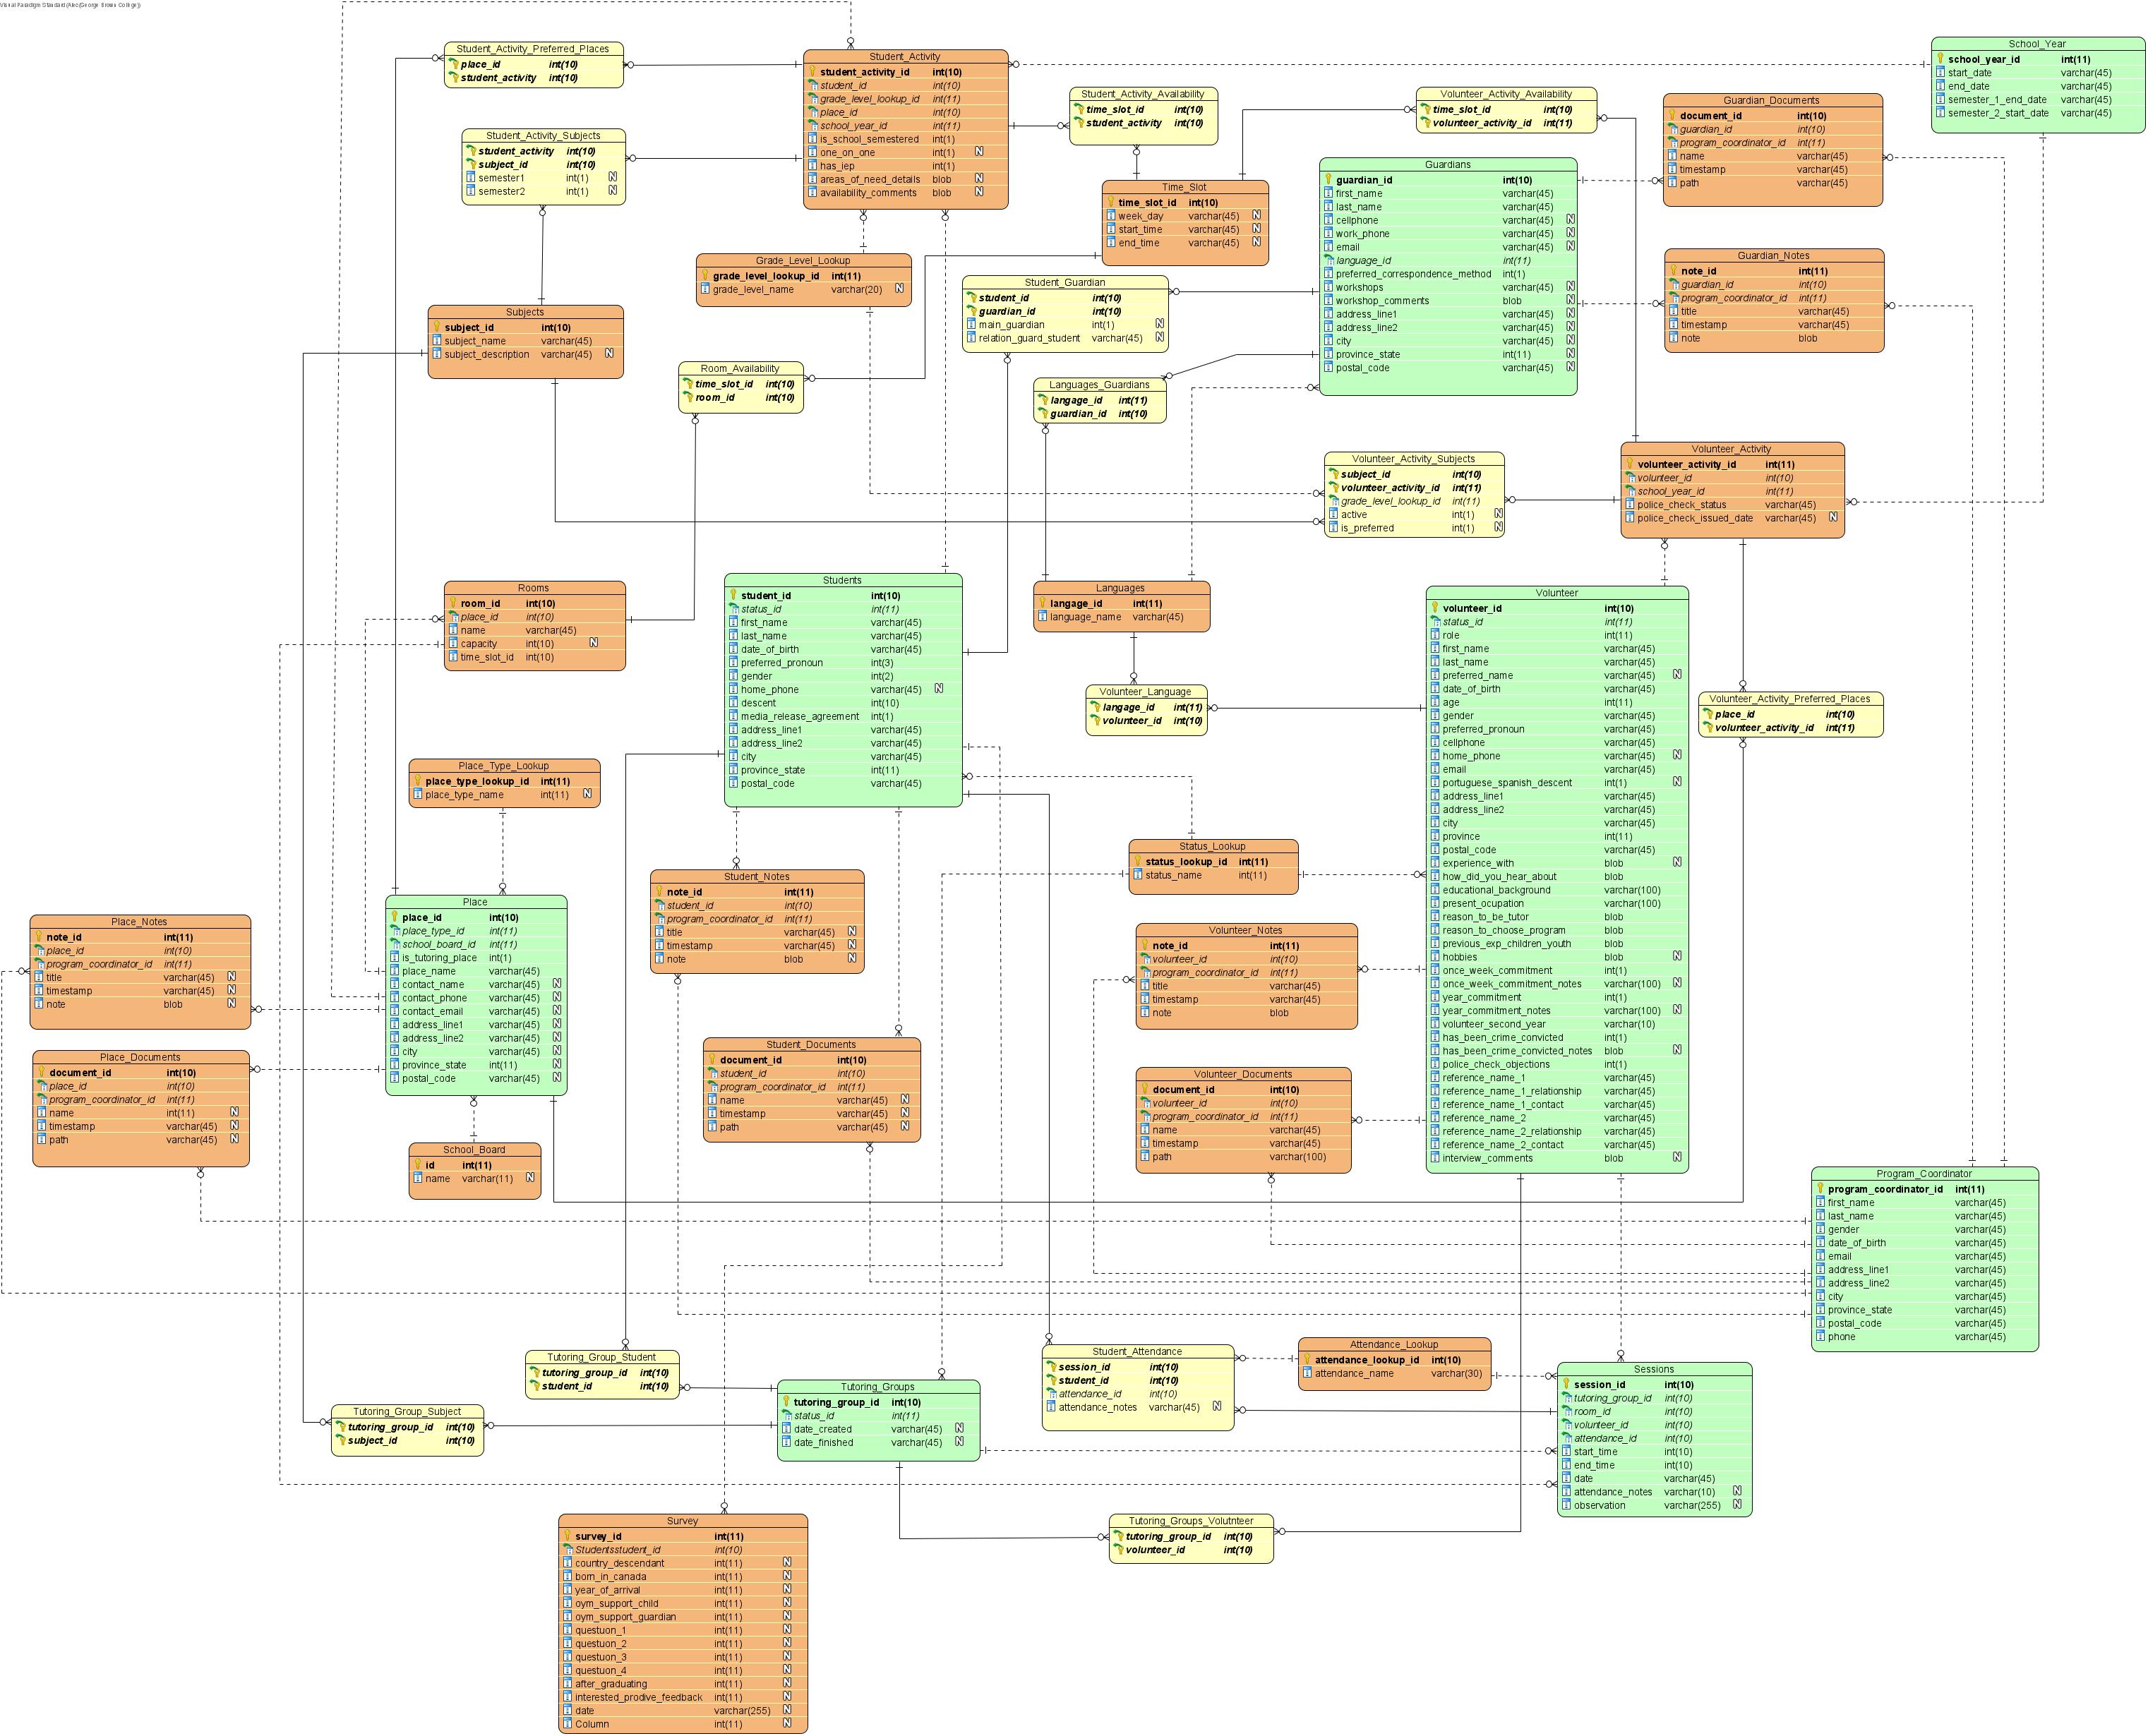 Visual Paradigm Standard(Alec(George Brown College))
Student_Activity_Preferred_Places
place_id int(10)
student_activity int(10)
Student_Activity
student_activity_id int(10)
student_id int(10)
grade_level_lookup_id int(11)
place_id int(10)
school_year_id int(11)
is_school_semestered int(1)
one_on_one int(1) N
has_iep int(1)
areas_of_need_details blob N
availability_comments blob N
School_Year
school_year_id int(11)
start_date varchar(45)
end_date varchar(45)
semester_1_end_date varchar(45)
semester_2_start_date varchar(45)
Student_Activity_Availability
time_slot_id int(10)
student_activity int(10)
Volunteer_Activity_Availability
time_slot_id int(10)
volunteer_activity_id int(11)
Guardian_Documents
document_id int(10)
guardian_id int(10)
program_coordinator_id int(11)
name varchar(45)
timestamp varchar(45)
path varchar(45)
Student_Activity_Subjects
student_activity int(10)
subject_id int(10)
semester1 int(1) N
semester2 int(1) N
Time_Slot
time_slot_id int(10)
week_day varchar(45) N
start_time varchar(45) N
end_time varchar(45) N
Guardians
guardian_id int(10)
first_name varchar(45)
last_name varchar(45)
cellphone varchar(45) N
work_phone varchar(45) N
email varchar(45) N
language_id int(11)
preferred_correspondence_method int(1)
workshops varchar(45) N
workshop_comments blob N
address_line1 varchar(45) N
address_line2 varchar(45) N
city varchar(45) N
province_state int(11) N
postal_code varchar(45) N
Guardian_Notes
note_id int(11)
guardian_id int(10)
program_coordinator_id int(11)
title varchar(45)
timestamp varchar(45)
note blob
Grade_Level_Lookup
grade_level_lookup_id int(11)
grade_level_name varchar(20) N
Student_Guardian
student_id int(10)
guardian_id int(10)
main_guardian int(1) N
relation_guard_student varchar(45) N
Subjects
subject_id int(10)
subject_name varchar(45)
subject_description varchar(45) N
Room_Availability
time_slot_id int(10)
room_id int(10)
Languages_Guardians
langage_id int(11)
guardian_id int(10)
Volunteer_Activity_Subjects
subject_id int(10)
volunteer_activity_id int(11)
grade_level_lookup_id int(11)
active int(1) N
is_preferred int(1) N
Volunteer_Activity
volunteer_activity_id int(11)
volunteer_id int(10)
school_year_id int(11)
police_check_status varchar(45)
police_check_issued_date varchar(45) N
Rooms
room_id int(10)
place_id int(10)
name varchar(45)
capacity int(10) N
time_slot_id int(10)
Students
student_id int(10)
status_id int(11)
first_name varchar(45)
last_name varchar(45)
date_of_birth varchar(45)
preferred_pronoun int(3)
gender int(2)
home_phone varchar(45) N
descent int(10)
media_release_agreement int(1)
address_line1 varchar(45)
address_line2 varchar(45)
city varchar(45)
province_state int(11)
postal_code varchar(45)
Languages
langage_id int(11)
language_name varchar(45)
Volunteer_Language
langage_id int(11)
volunteer_id int(10)
Volunteer
volunteer_id int(10)
status_id int(11)
role int(11)
first_name varchar(45)
last_name varchar(45)
preferred_name varchar(45) N
date_of_birth varchar(45)
age int(11)
gender varchar(45)
preferred_pronoun varchar(45)
cellphone varchar(45)
home_phone varchar(45) N
email varchar(45)
portuguese_spanish_descent int(1) N
address_line1 varchar(45)
address_line2 varchar(45)
city varchar(45)
province int(11)
postal_code varchar(45)
experience_with blob N
how_did_you_hear_about blob
educational_background varchar(100)
present_ocupation varchar(100)
reason_to_be_tutor blob
reason_to_choose_program blob
previous_exp_children_youth blob
hobbies blob N
once_week_commitment int(1)
once_week_commitment_notes varchar(100) N
year_commitment int(1)
year_commitment_notes varchar(100) N
volunteer_second_year varchar(10)
has_been_crime_convicted int(1)
has_been_crime_convicted_notes blob N
police_check_objections int(1)
reference_name_1 varchar(45)
reference_name_1_relationship varchar(45)
reference_name_1_contact varchar(45)
reference_name_2 varchar(45)
reference_name_2_relationship varchar(45)
reference_name_2_contact varchar(45)
interview_comments blob N
Volunteer_Activity_Preferred_Places
place_id int(10)
volunteer_activity_id int(11)
Place_Type_Lookup
place_type_lookup_id int(11)
place_type_name int(11) N
Status_Lookup
status_lookup_id int(11)
status_name int(11)
Student_Notes
note_id int(11)
student_id int(10)
program_coordinator_id int(11)
title varchar(45) N
timestamp varchar(45) N
note blob N
Place
place_id int(10)
place_type_id int(11)
school_board_id int(11)
is_tutoring_place int(1)
place_name varchar(45)
contact_name varchar(45) N
contact_phone varchar(45) N
contact_email varchar(45) N
address_line1 varchar(45) N
address_line2 varchar(45) N
city varchar(45) N
province_state int(11) N
postal_code varchar(45) N
Place_Notes
note_id int(11)
place_id int(10)
program_coordinator_id int(11)
title varchar(45) N
timestamp varchar(45) N
note blob N
Volunteer_Notes
note_id int(11)
volunteer_id int(10)
program_coordinator_id int(11)
title varchar(45)
timestamp varchar(45)
note blob
Place_Documents
document_id int(10)
place_id int(10)
program_coordinator_id int(11)
name int(11) N
timestamp varchar(45) N
path varchar(45) N
Student_Documents
document_id int(10)
student_id int(10)
program_coordinator_id int(11)
name varchar(45) N
timestamp varchar(45) N
path varchar(45) N
Volunteer_Documents
document_id int(10)
volunteer_id int(10)
program_coordinator_id int(11)
name varchar(45)
timestamp varchar(45)
path varchar(100)
School_Board
id int(11)
name varchar(11) N
Program_Coordinator
program_coordinator_id int(11)
first_name varchar(45)
last_name varchar(45)
gender varchar(45)
date_of_birth varchar(45)
email varchar(45)
address_line1 varchar(45)
address_line2 varchar(45)
city varchar(45)
province_state varchar(45)
postal_code varchar(45)
phone varchar(45)
Tutoring_Group_Student
tutoring_group_id int(10)
student_id int(10)
Student_Attendance
session_id int(10)
student_id int(10)
attendance_id int(10)
attendance_notes varchar(45) N
Attendance_Lookup
attendance_lookup_id int(10)
attendance_name varchar(30)
Sessions
session_id int(10)
tutoring_group_id int(10)
room_id int(10)
volunteer_id int(10)
attendance_id int(10)
start_time int(10)
end_time int(10)
date varchar(45)
attendance_notes varchar(10) N
observation varchar(255) N
Tutoring_Groups
tutoring_group_id int(10)
status_id int(11)
date_created varchar(45) N
date_finished varchar(45) N
Tutoring_Group_Subject
tutoring_group_id int(10)
subject_id int(10)
Survey
survey_id int(11)
Studentsstudent_id int(10)
country_descendant int(11) N
born_in_canada int(11) N
year_of_arrival int(11) N
oym_support_child int(11) N
oym_support_guardian int(11) N
questuon_1 int(11) N
questuon_2 int(11) N
questuon_3 int(11) N
questuon_4 int(11) N
after_graduating int(11) N
interested_prodive_feedback int(11) N
date varchar(255) N
Column int(11) N
Tutoring_Groups_Volutnteer
tutoring_group_id int(10)
volunteer_id int(10)